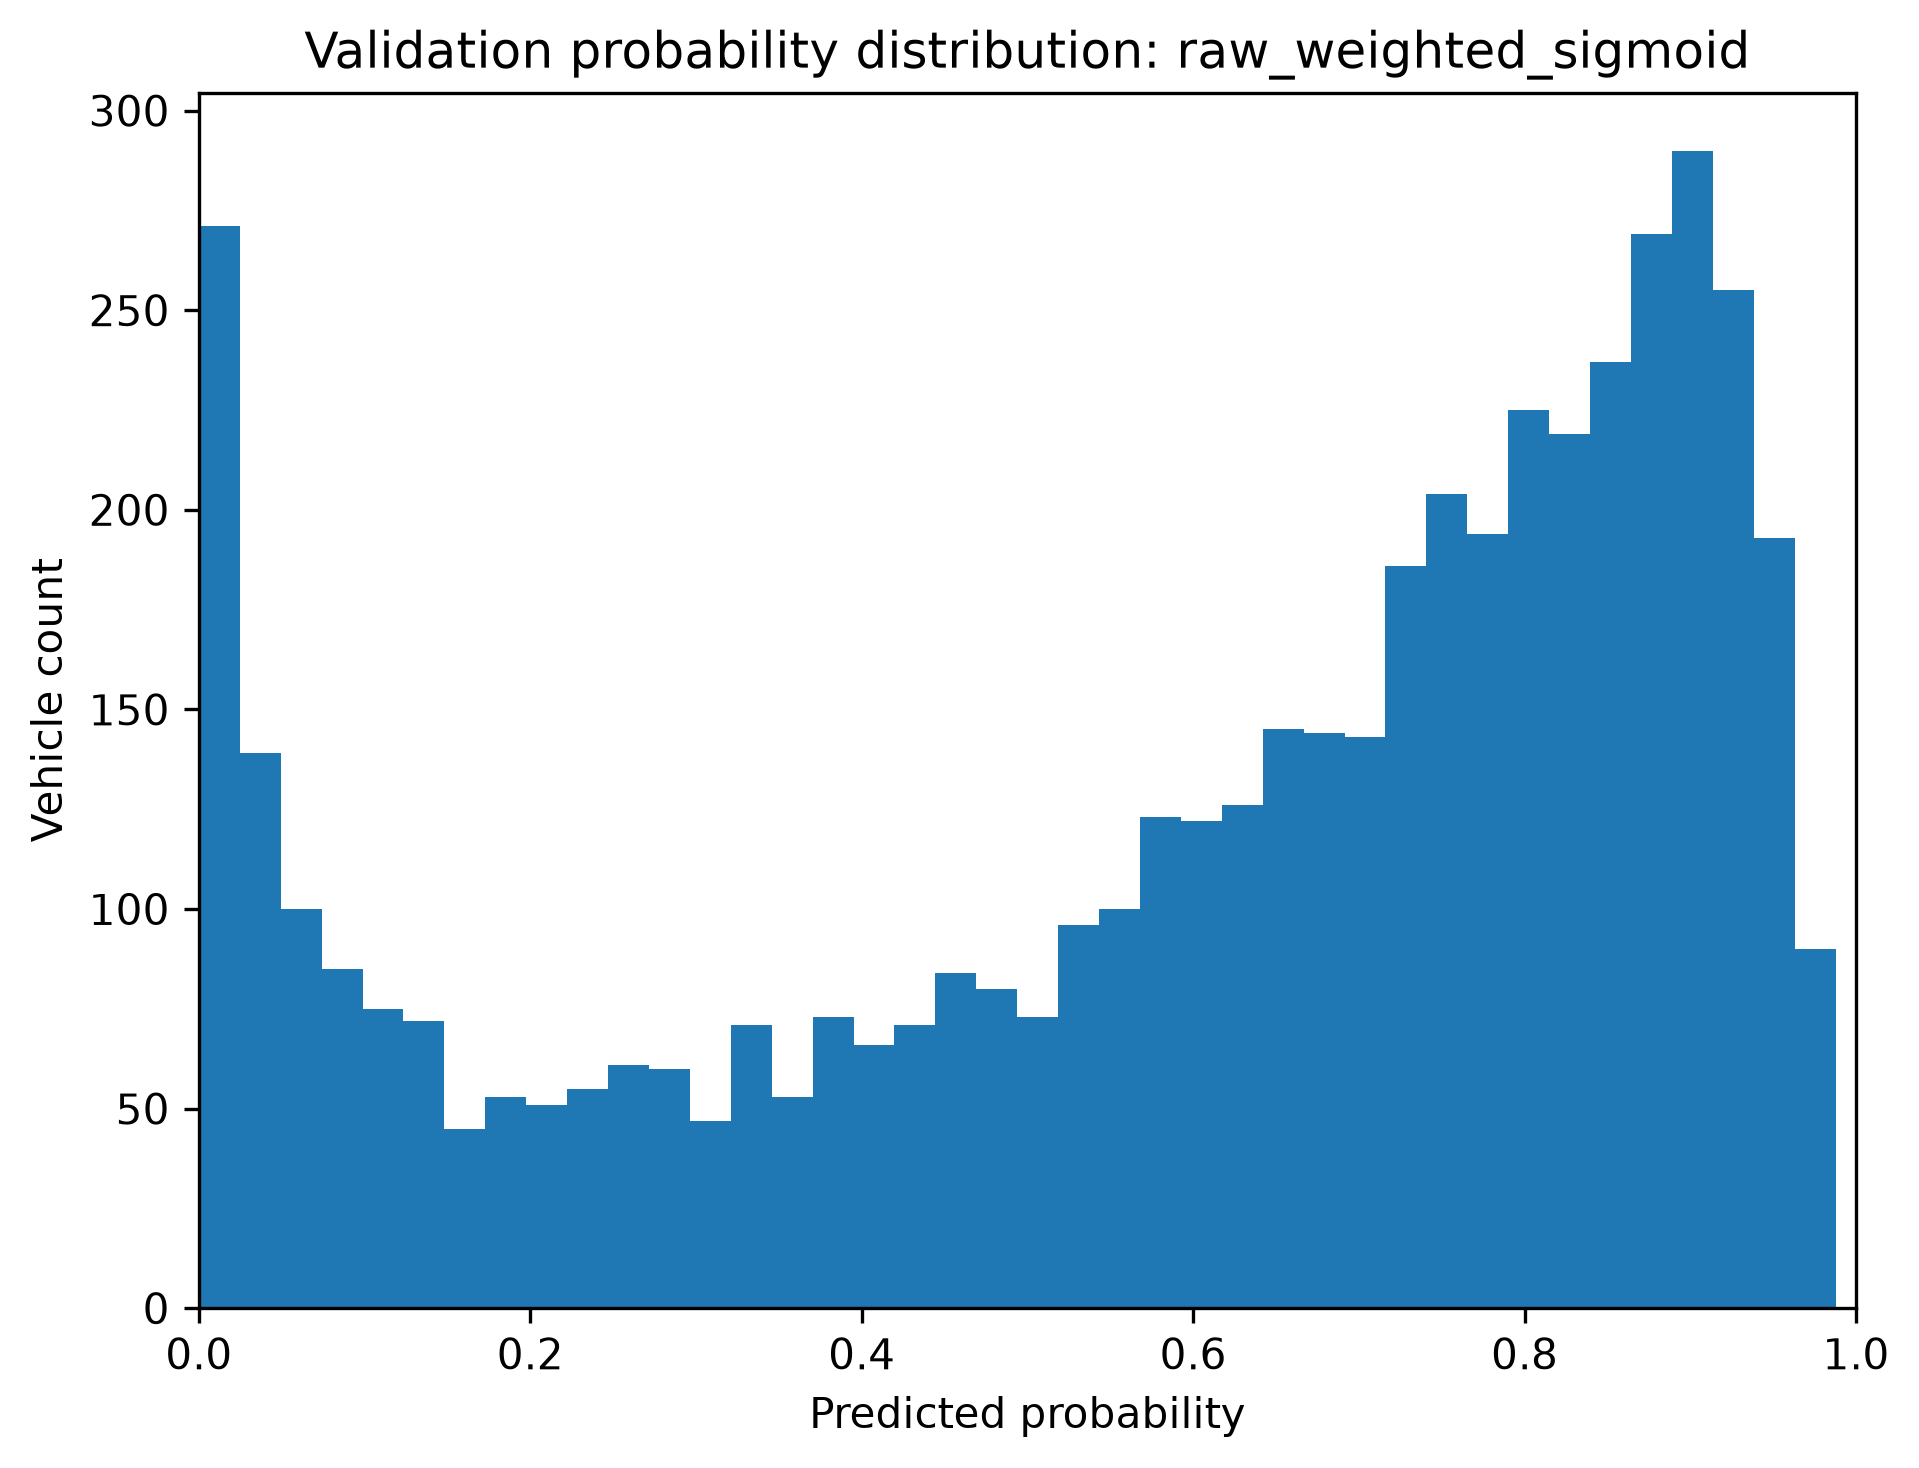 Validation probability distribution: raw_weighted_sigmoid
300
250
200
150
100
50
0
Vehicle count
0.0 0.2 0.4 0.6 0.8 1.0
Predicted probability